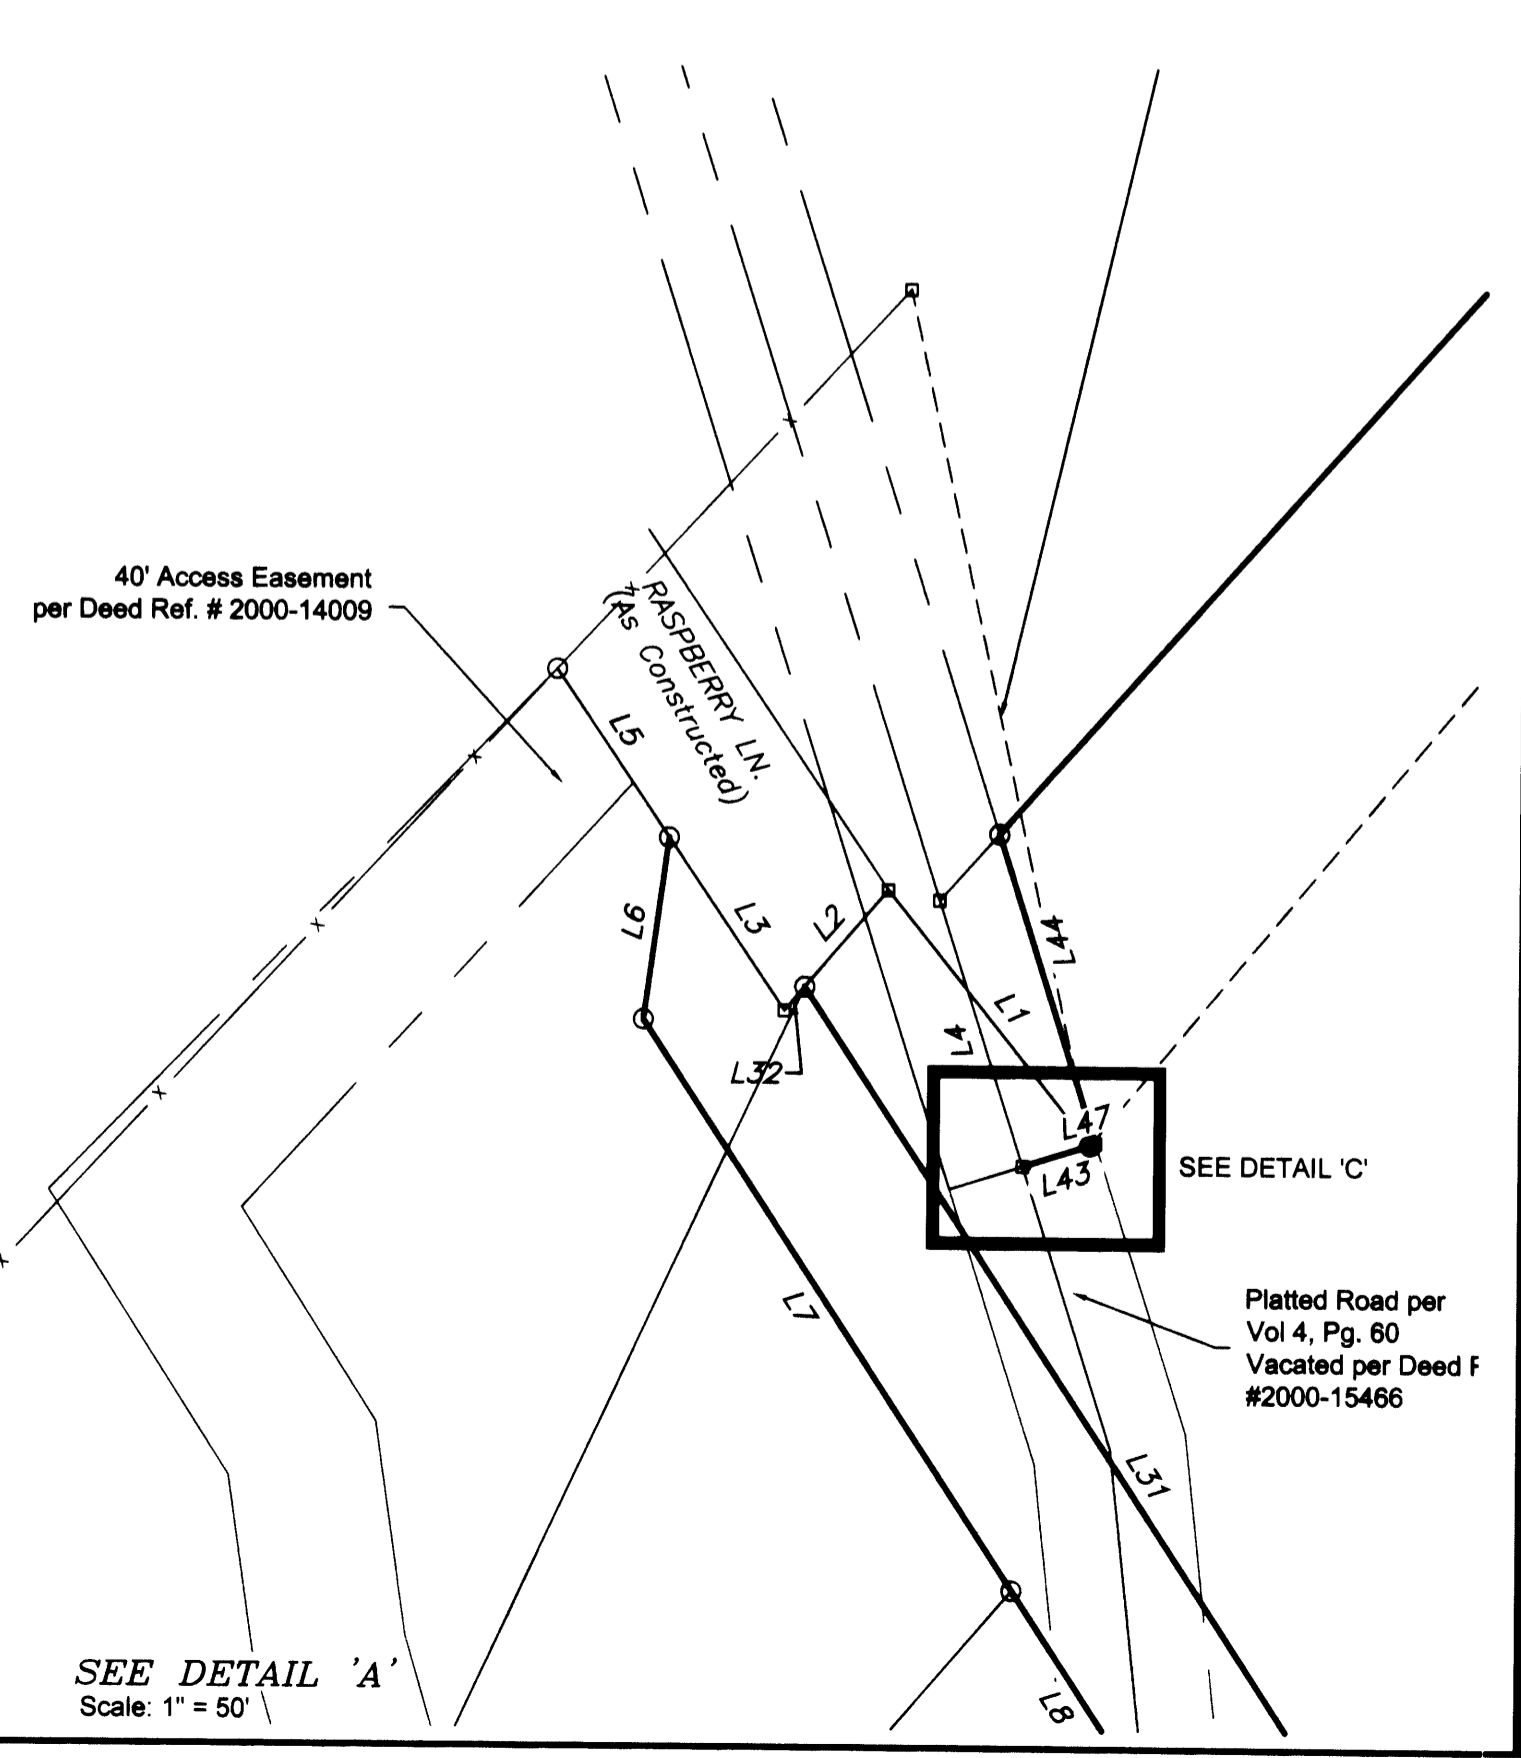 40' Access Easement
per Deed Ref. # 2000-14009
RASPBERRY LN.
(As Constructed)
L5
L6
L3
L2
L44
L1
L4
L32
L47
L43
SEE DETAIL 'C'
L7
Platted Road per
Vol 4, Pg. 60
Vacated per Deed
#2000-15466
L31
L8
SEE DETAIL 'A'
Scale: 1" = 50'